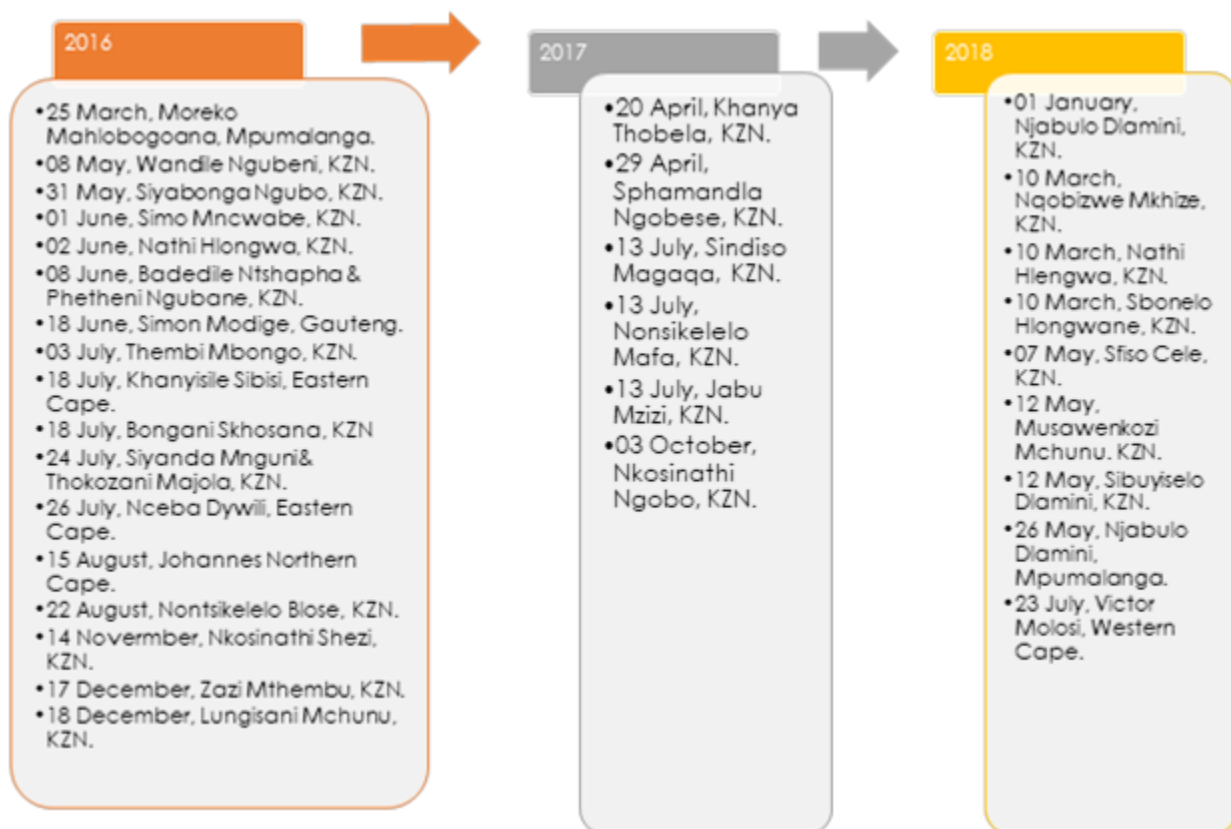 2016
•25 March, Moreko
Mahlobogoana, Mpumalanga.
•08 May, Wandile Ngubeni, KZN.
•31 May, Siyabonga Ngubo, KZN.
•01 June, Simo Mncwabe, KZN.
•02 June, Nathi Hlongwa, KZN.
•08 June, Badedile Ntshapha &
Phetheni Ngubane, KZN.
•18 June, Simon Modige, Gauteng.
•03 July, Thembi Mbongo, KZN.
•18 July, Khanyisile Sibisi, Eastern
Cape.
•18 July, Bongani Skhosana, KZN
•24 July, Siyanda Mnguni&
Thokozani Majola, KZN.
•26 July, Nceba Dywili, Eastern
Cape.
•15 August, Johannes Northern
Cape.
•22 August, Nontsikelelo Blose, KZN.
•14 Novermber, Nkosinathi Shezi,
KZN.
•17 December, Zazi Mthembu, KZN.
•18 December, Lungisani Mchunu,
KZN.
2017
•20 April, Khanya
Thobela, KZN.
•29 April,
Sphamandla
Ngobese, KZN.
•13 July, Sindiso
Magaqa, KZN.
•13 July,
Nonsikelelo
Mafa, KZN.
•13 July, Jabu
Mzizi, KZN.
•03 October,
Nkosinathi
Ngobo, KZN.
2018
•01 January,
Njabulo Dlamini,
KZN.
•10 March,
Nqobizwe Mkhize,
KZN.
•10 March, Nathi
Hlengwa, KZN.
•10 March, Sbonelo
Hlongwane, KZN.
•07 May, Sfiso Cele,
KZN.
•12 May,
Musawenkozi
Mchunu. KZN.
•12 May, Sibuyiselo
Dlamini, KZN.
•26 May, Njabulo
Dlamini,
Mpumalanga.
•23 July, Victor
Molosi, Western
Cape.